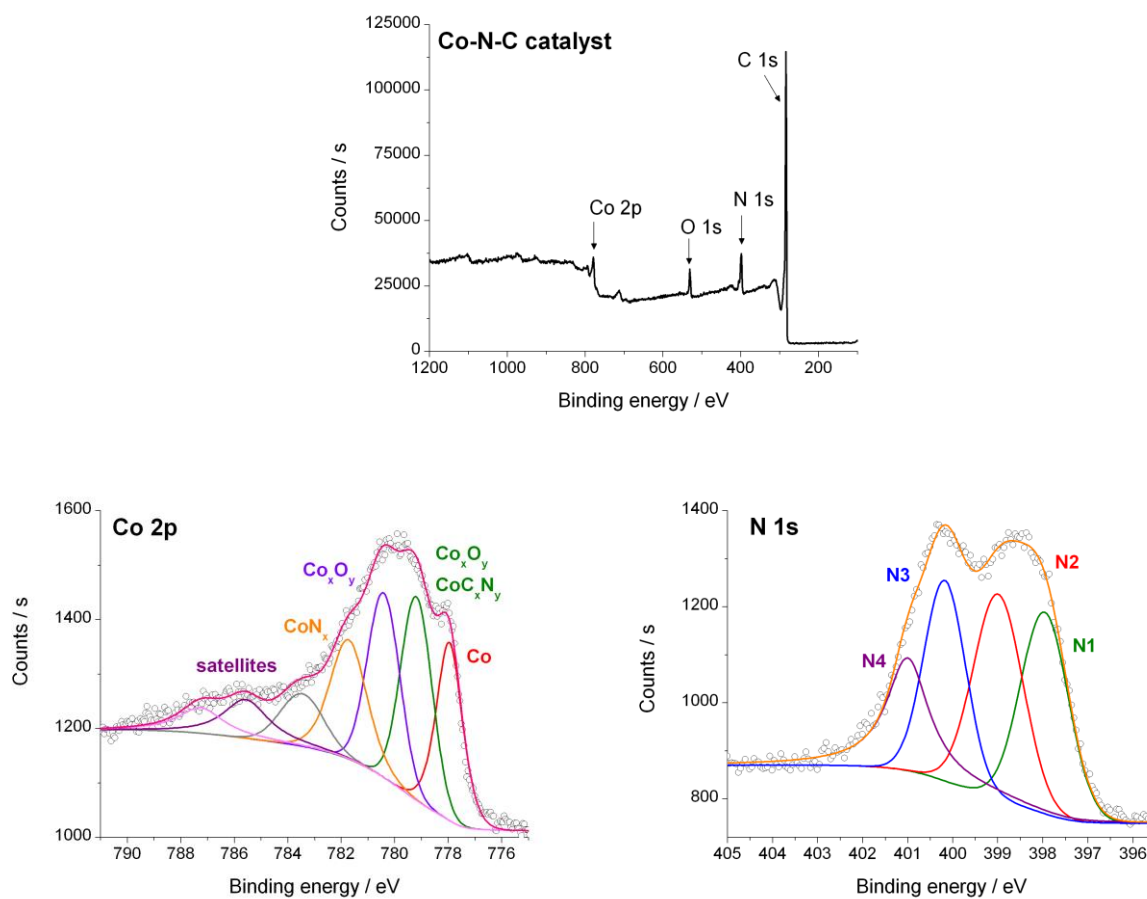 Co-N-C catalyst
C 1s
N 1s
O 1s
Co 2p
Counts / s
125000
100000
75000
50000
25000
0
1200 1000 800 600 400 200
Binding energy / eV
Co 2p
CoₓOᵧ
CoₓOᵧ
CoCₓNᵧ
CoNₓ
Co
satellites
Counts / s
1600
1400
1200
1000
790 788 786 784 782 780 778 776
Binding energy / eV
N 1s
N3
N2
N4
N1
Counts / s
1400
1200
1000
800
405 404 403 402 401 400 399 398 397 396
Binding energy / eV